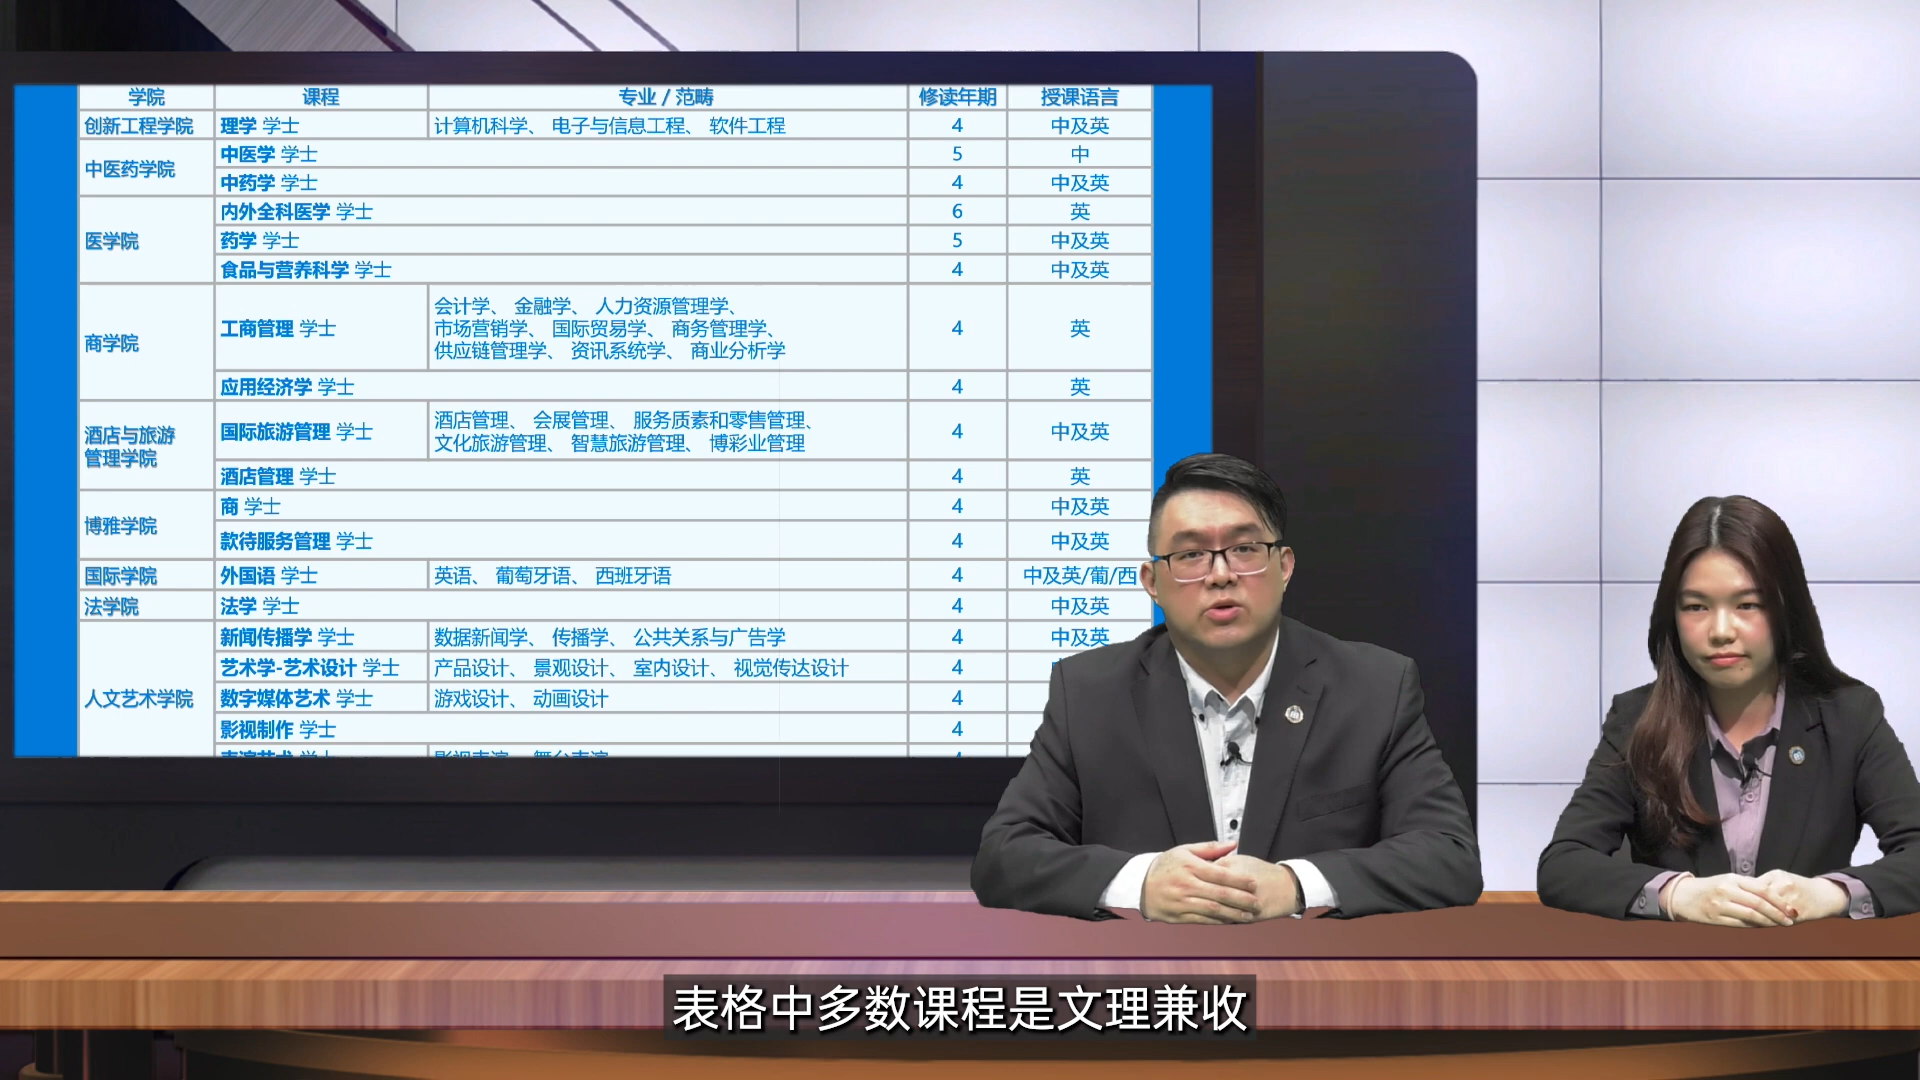 学院 课程 专业 / 范畴 修读年期 授课语言
创新工程学院 理学 学士 计算机科学、 电子与信息工程、 软件工程 4 中及英
中医药学院 中医学 学士 5 中
中药学 学士 4 中及英
医学院 内外全科医学 学士 6 英
药学 学士 5 中及英
食品与营养科学 学士 4 中及英
商学院 工商管理 学士 会计学、 金融学、 人力资源管理学、
市场营销学、 国际贸易学、 商务管理学、 4 英
供应链管理学、 资讯系统学、 商业分析学
应用经济学 学士 4 英
酒店与旅游
管理学院
国际旅游管理 学士 酒店管理、 会展管理、 服务质素和零售管理、
文化旅游管理、 智慧旅游管理、 博彩业管理 4 中及英
酒店管理 学士 4 英
博雅学院 商 学士 4 中及英
款待服务管理 学士 4 中及英
国际学院 外国语 学士 英语、 葡萄牙语、 西班牙语 4 中及英/葡/西
法学院 法学 学士 4 中及英
人文艺术学院 新闻传播学 学士 数据新闻学、 传播学、 公共关系与广告学 4 中及英
艺术学-艺术设计 学士 产品设计、 景观设计、 室内设计、 视觉传达设计 4
数字媒体艺术 学士 游戏设计、 动画设计 4
影视制作 学士 4
表格中多数课程是文理兼收